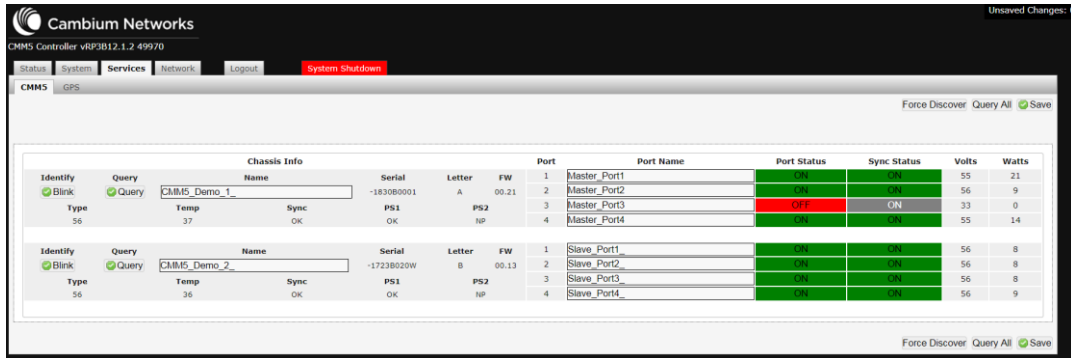 Unsaved Changes:
Cambium Networks
CMM5 Controller vRP3B12.1.2 49970
Status System Services Network Logout System Shutdown
CMM5 GPS
Force Discover Query All Save
Chassis Info Port Port Name Port Status Sync Status Volts Watts
Identify Query Name Serial Letter FW 1 Master_Port1 ON ON 55 21
Blink Query CMM5_Demo_1_ -1830B0001 A 00.21 2 Master_Port2 ON ON 56 9
Type Temp Sync PS1 PS2 3 Master_Port3 OFF ON 33 0
56 37 OK OK NP 4 Master_Port4 ON ON 55 14
Identify Query Name Serial Letter FW 1 Slave_Port1_ ON ON 56 8
Blink Query CMM5_Demo_2_ -1723B020W B 00.13 2 Slave_Port2_ ON ON 56 8
Type Temp Sync PS1 PS2 3 Slave_Port3_ ON ON 56 8
56 36 OK OK NP 4 Slave_Port4_ ON ON 56 9
Force Discover Query All Save